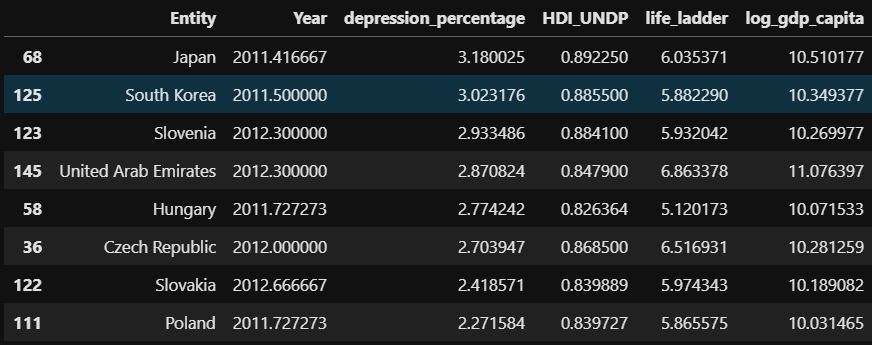 Entity Year depression_percentage HDI_UNDP life_ladder log_gdp_capita
68 Japan 2011.416667 3.180025 0.892250 6.035371 10.510177
125 South Korea 2011.500000 3.023176 0.885500 5.882290 10.349377
123 Slovenia 2012.300000 2.933486 0.884100 5.932042 10.269977
145 United Arab Emirates 2012.300000 2.870824 0.847900 6.863378 11.076397
58 Hungary 2011.727273 2.774242 0.826364 5.120173 10.071533
36 Czech Republic 2012.000000 2.703947 0.868500 6.516931 10.281259
122 Slovakia 2012.666667 2.418571 0.839889 5.974343 10.189082
111 Poland 2011.727273 2.271584 0.839727 5.865575 10.031465